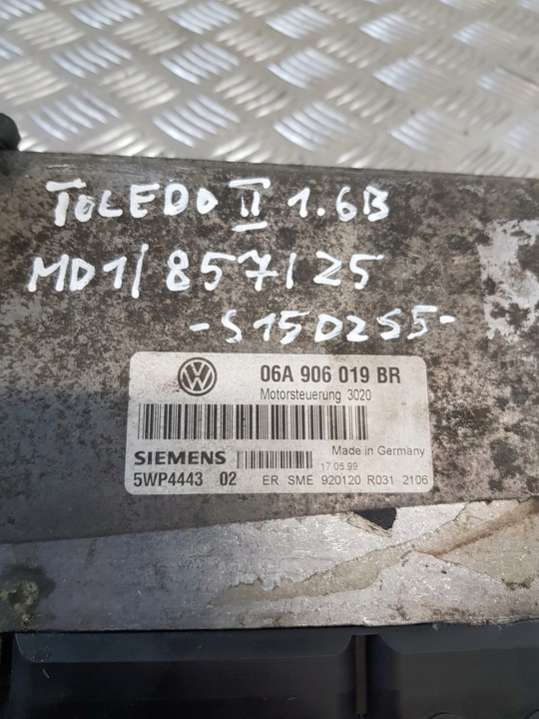 TOLEDO II 1.6B
MD1/857/25
-S15D2S5-
06A 906 019 BR
Motorsteuerung 3020
SIEMENS
Made in Germany
17.05.99
5WP4443 02
ER SME 920120 R031 2106